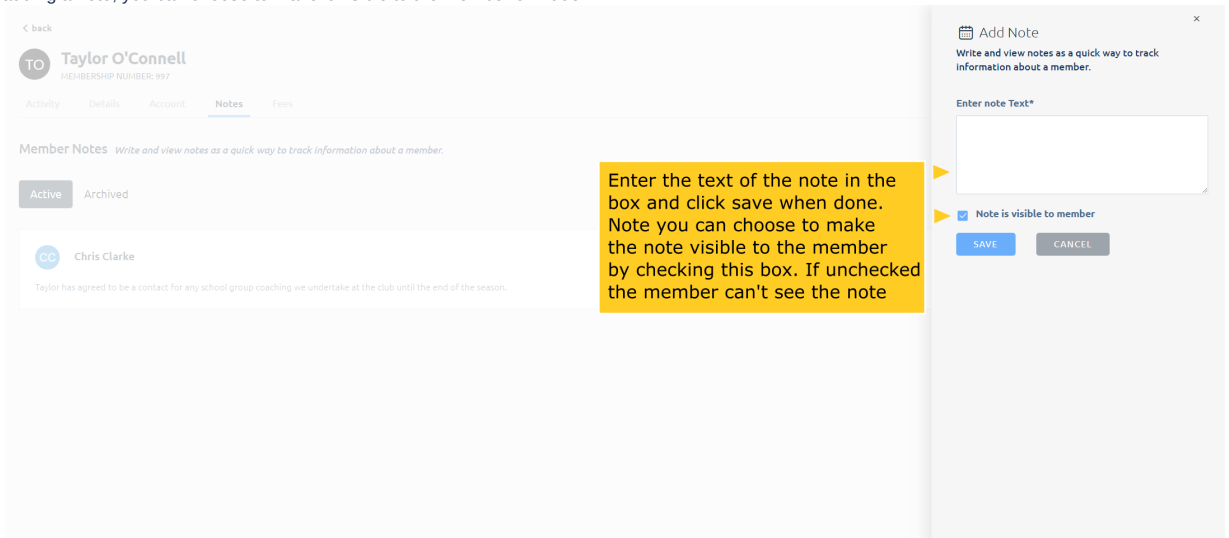 < back
TO
Taylor O'Connell
MEMBERSHIP NUMBER: 997
Activity Details Account Notes Fees
Member Notes Write and view notes as a quick way to track information about a member.
Active Archived
CC Chris Clarke
Taylor has agreed to be a contact for any school group coaching we undertake at the club until the end of the season.
Enter the text of the note in the
box and click save when done.
Note you can choose to make
the note visible to the member
by checking this box. If unchecked
the member can't see the note
×
Add Note
Write and view notes as a quick way to track
information about a member.
Enter note Text*
Note is visible to member
SAVE CANCEL